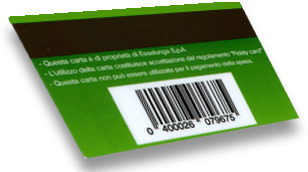 - Questa carta è di proprietà di Esselunga S.p.A.
- L'utilizzo della carta costituisce accettazione del regolamento "Fìdaty card"
- Questa carta non può essere utilizzata per il pagamento della spesa.
0 400026 079675